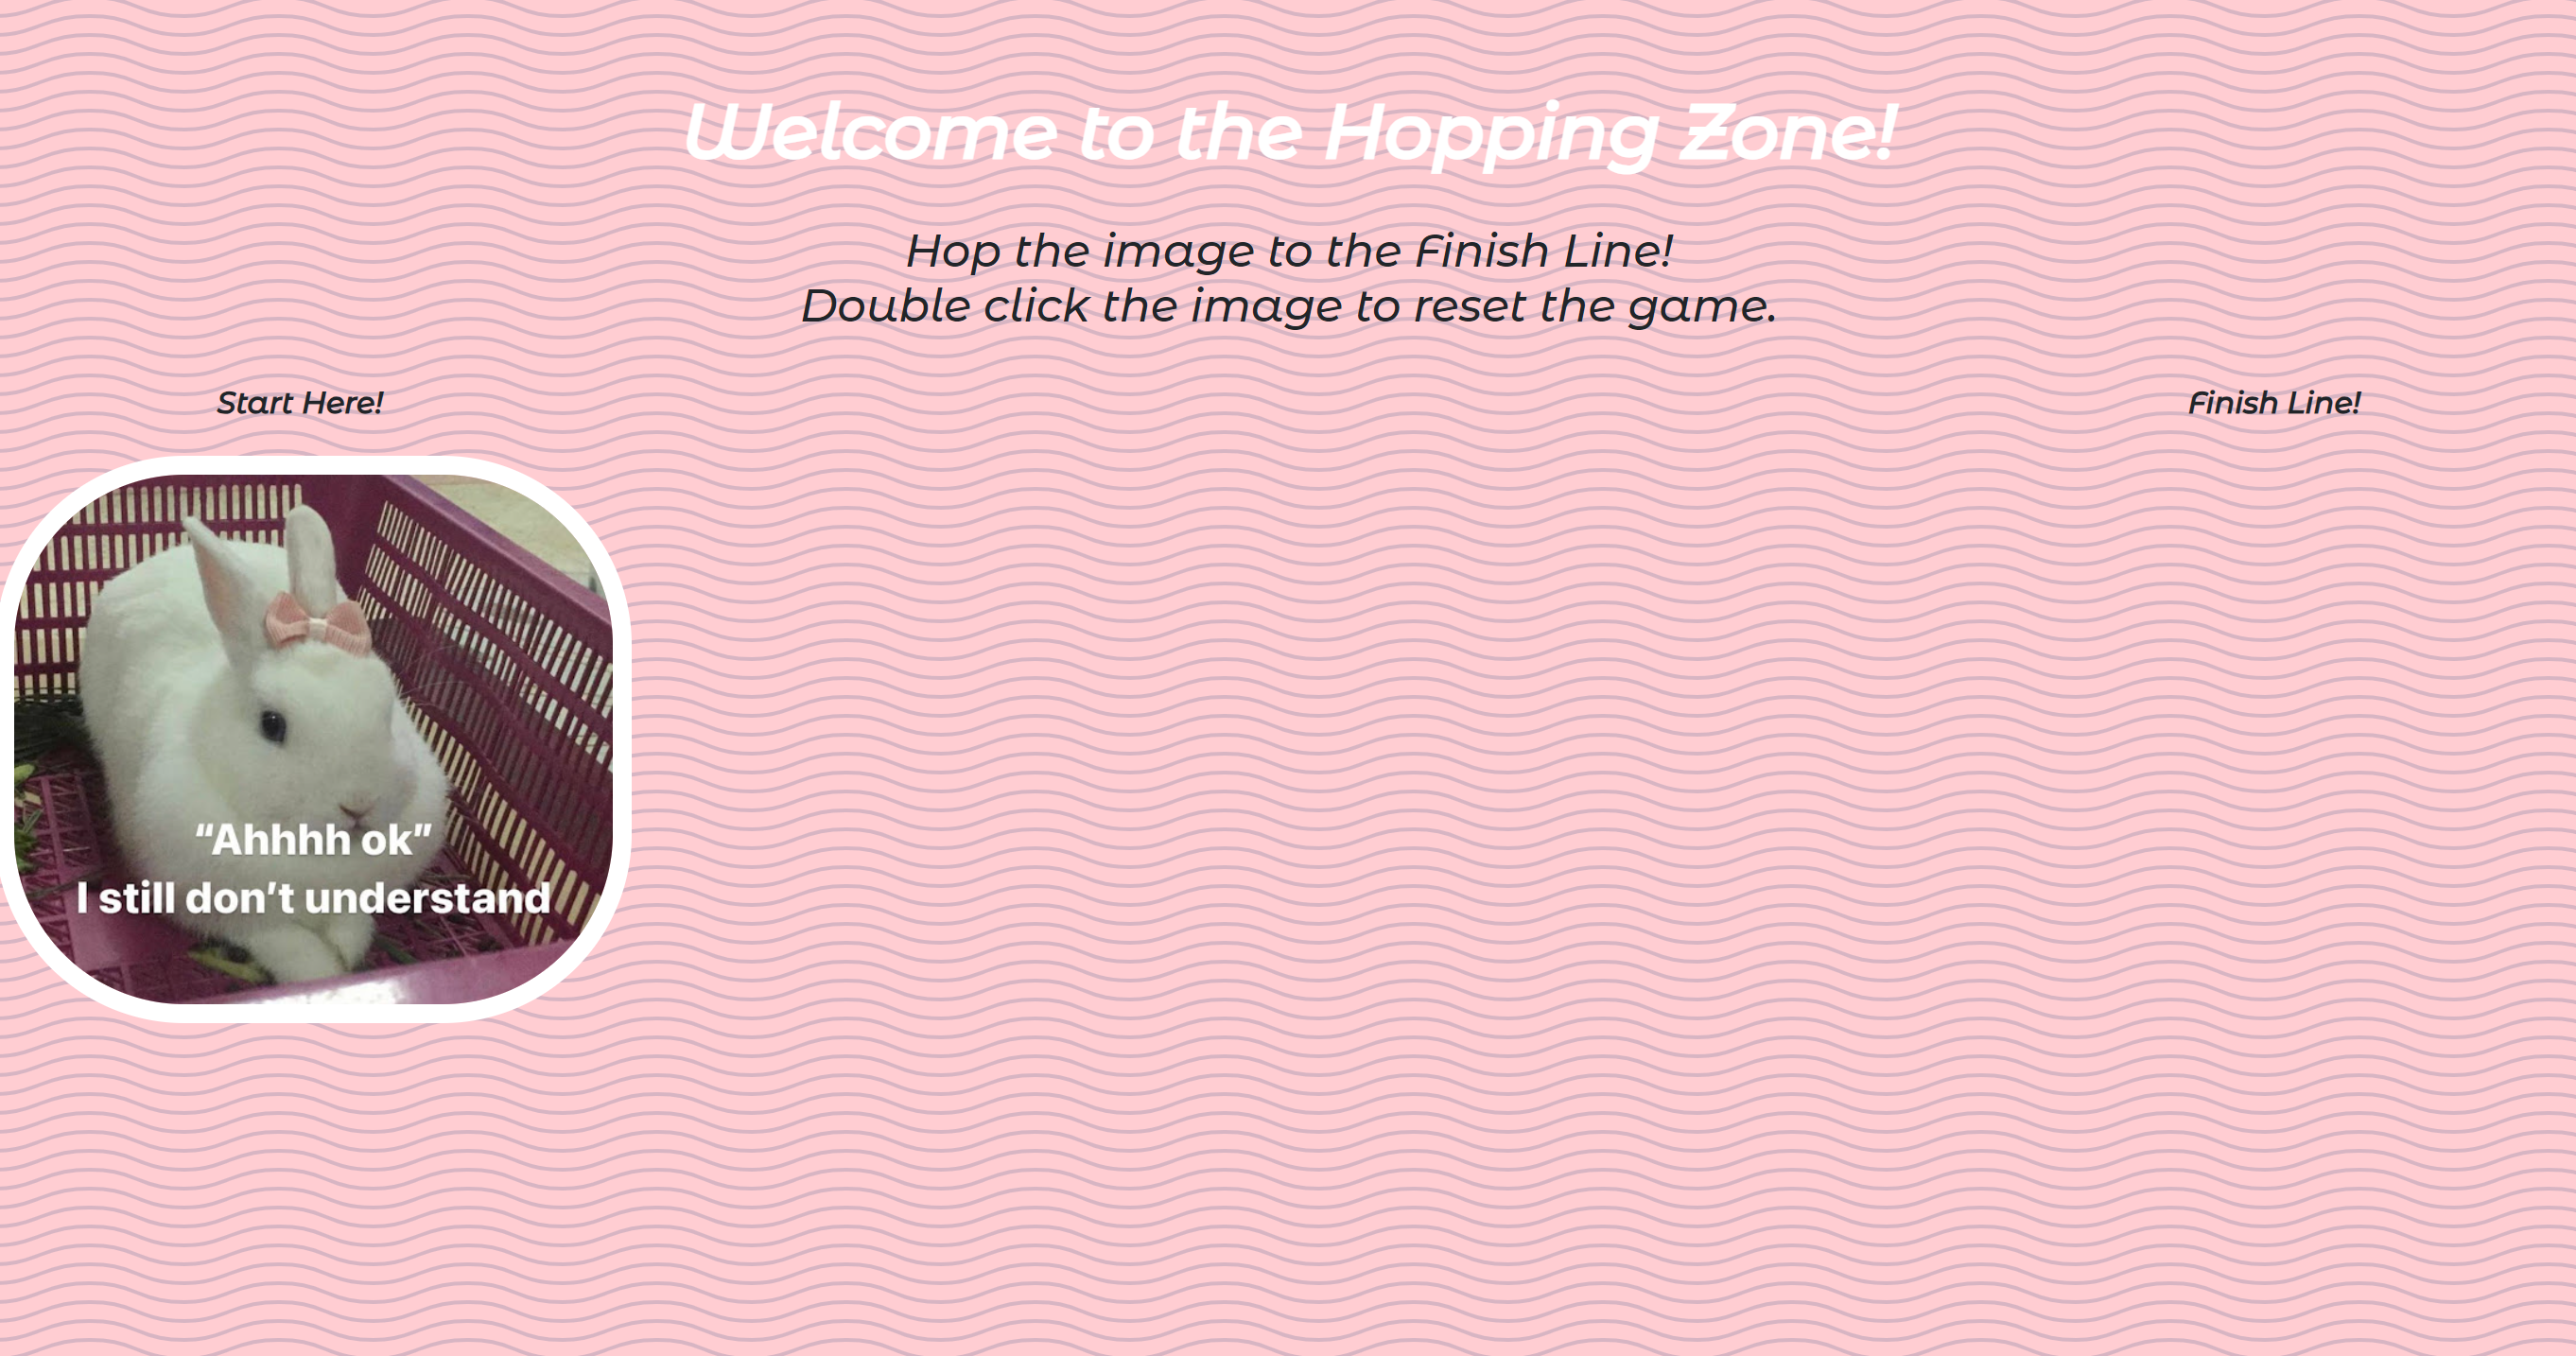 Welcome to the Hopping Zone!
Hop the image to the Finish Line!
Double click the image to reset the game.
Start Here!
Finish Line!
“Ahhhh ok”
I still don’t understand